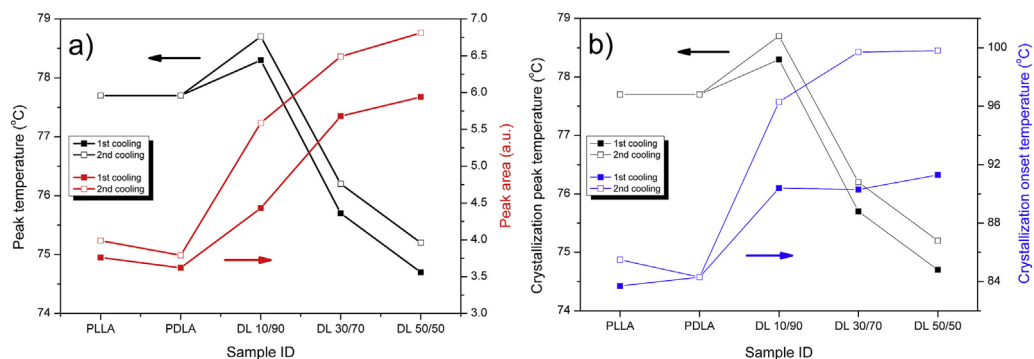 a)
79
78
77
76
75
74
Peak temperature (°C)
1st cooling
2nd cooling
1st cooling
2nd cooling
7.0
6.5
6.0
5.5
5.0
4.5
4.0
3.5
3.0
Peak area (a.u.)
PLLA PDLA DL 10/90 DL 30/70 DL 50/50
Sample ID
b)
79
78
77
76
75
74
Crystallization peak temperature (°C)
1st cooling
2nd cooling
1st cooling
2nd cooling
100
96
92
88
84
Crystallization onset temperature (°C)
PLLA PDLA DL 10/90 DL 30/70 DL 50/50
Sample ID